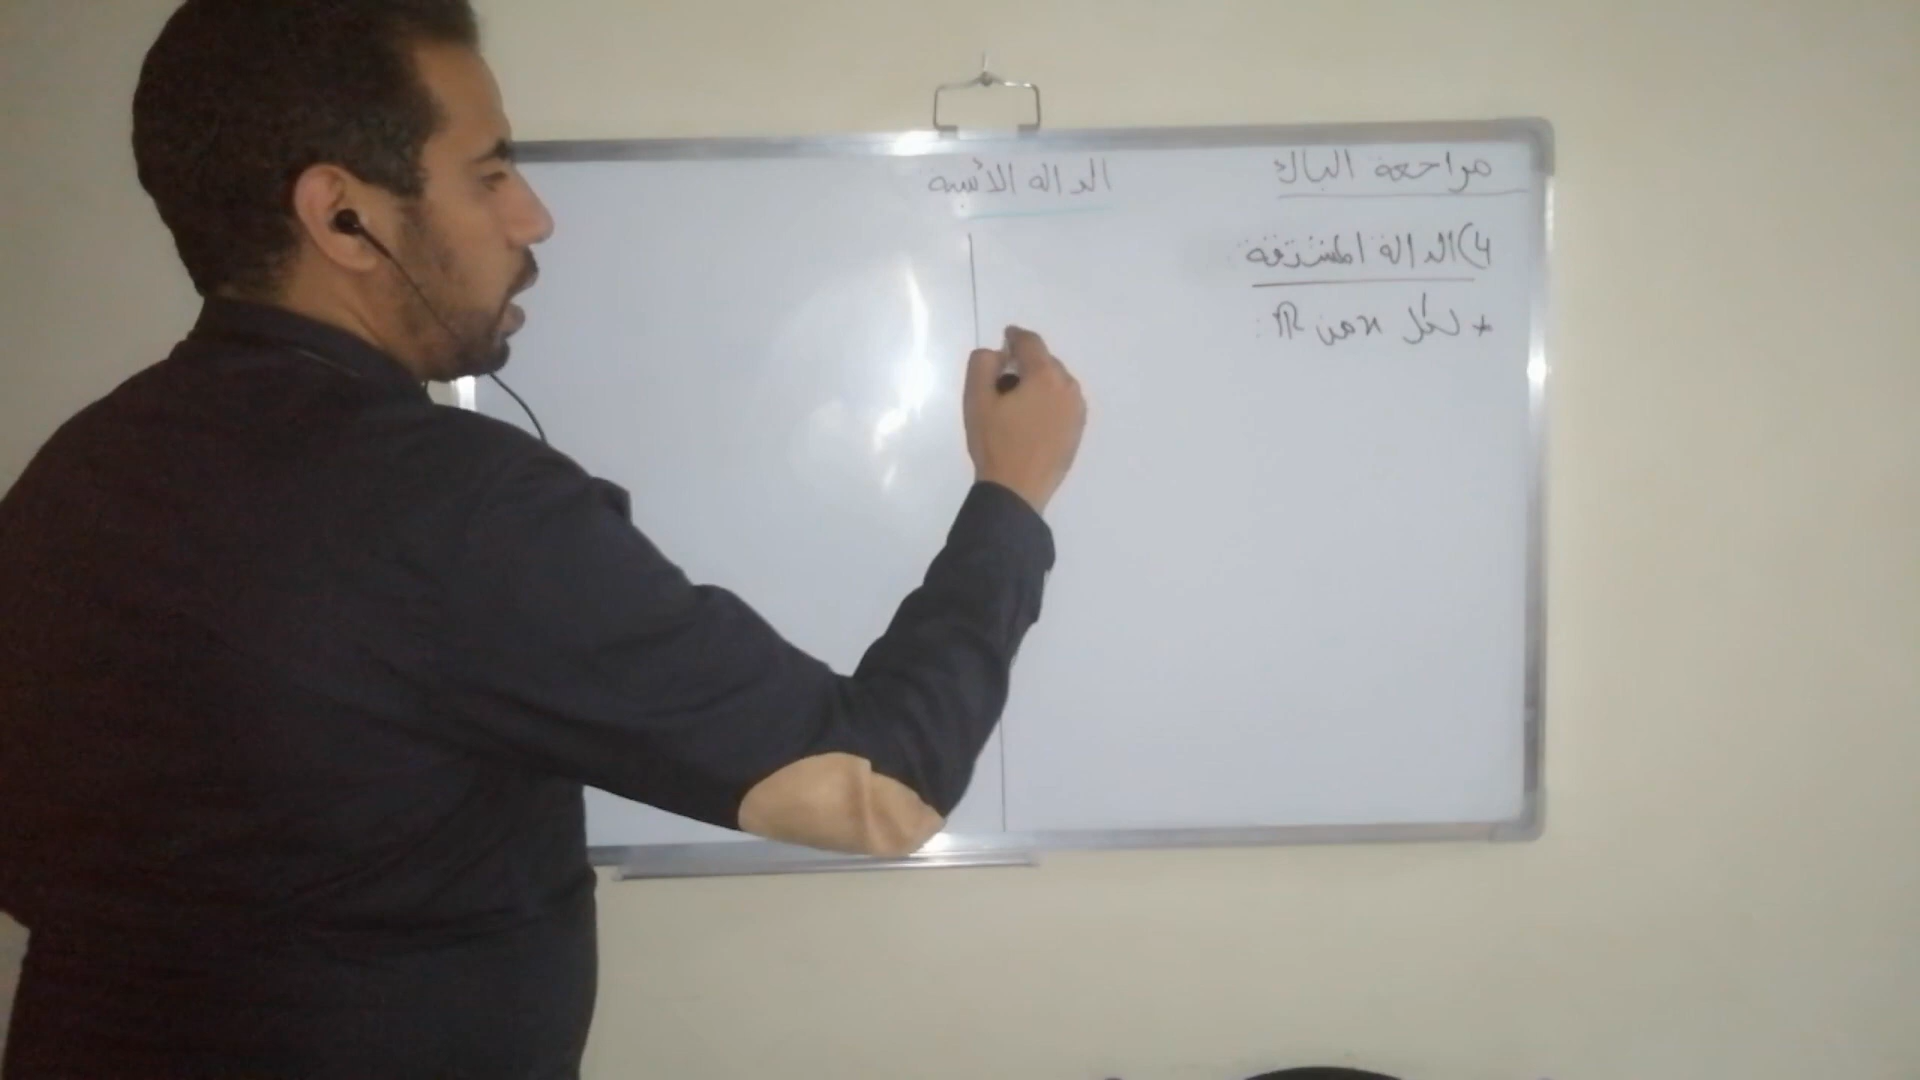 مراجعة الباك
الدالة الأسية
4) الدالة المشتقة
* لكل x من ℝ :